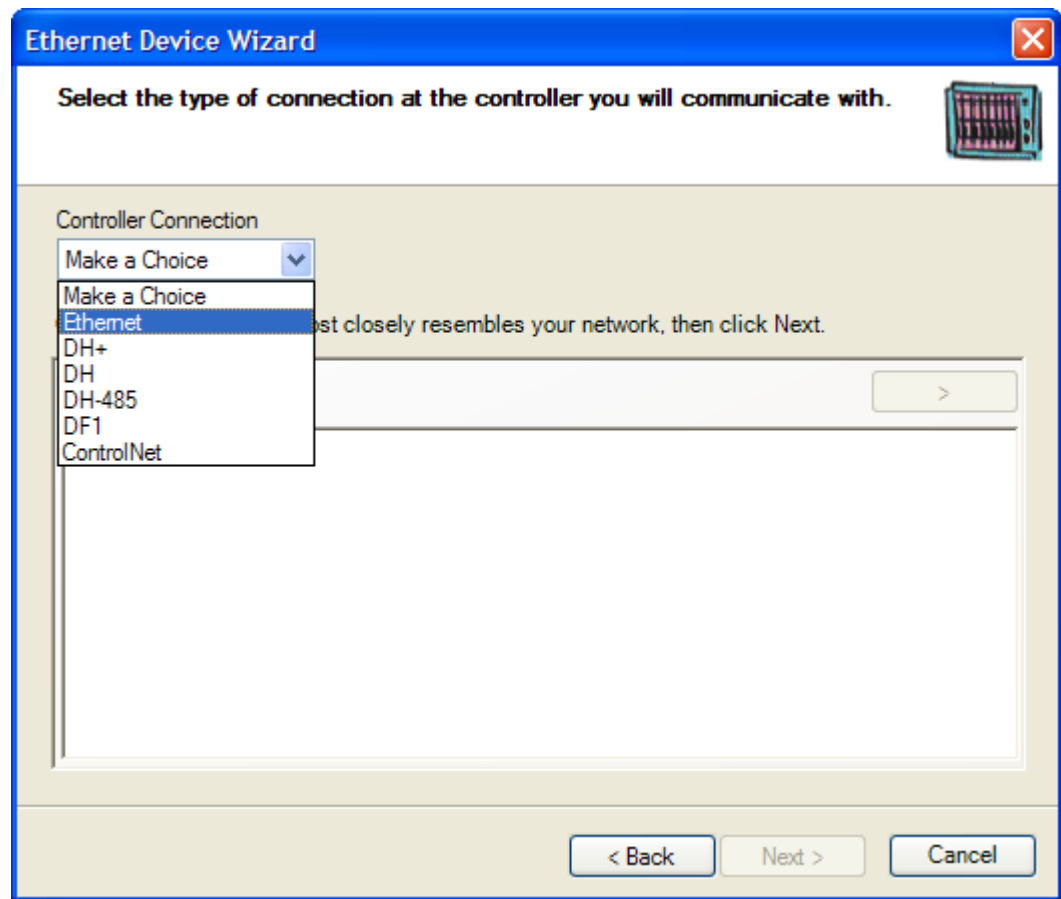 Ethernet Device Wizard
Select the type of connection at the controller you will communicate with.
Controller Connection
Make a Choice
Make a Choice
Ethernet
ost closely resembles your network, then click Next.
DH+
DH
>
DH-485
DF1
ControlNet
< Back Next > Cancel